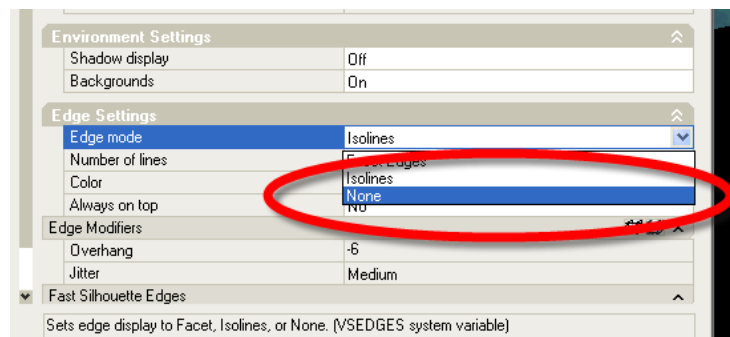 Environment Settings
Shadow display Off
Backgrounds On
Edge Settings
Edge mode Isolines
Number of lines Facet Edges
Color Isolines
None
Always on top No
Edge Modifiers
Overhang -6
Jitter Medium
Fast Silhouette Edges
Sets edge display to Facet, Isolines, or None. (VSEDGES system variable)